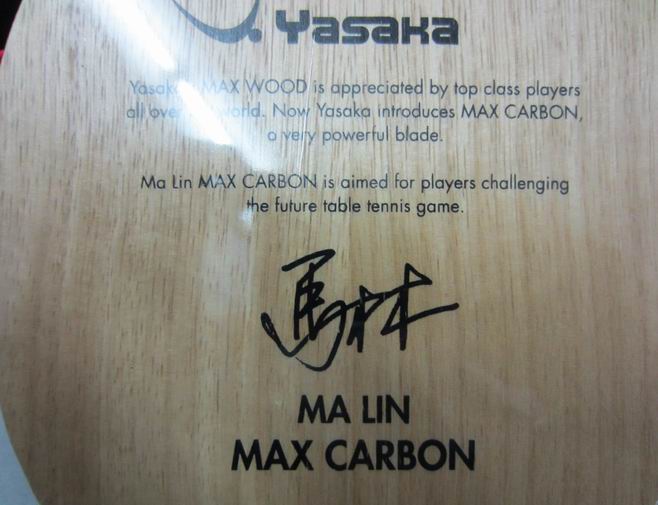 Yasaka
Yasaka MAX WOOD is appreciated by top class players
all over world. Now Yasaka introduces MAX CARBON,
a very powerful blade.
Ma Lin MAX CARBON is aimed for players challenging
the future table tennis game.
馬林
MA LIN
MAX CARBON